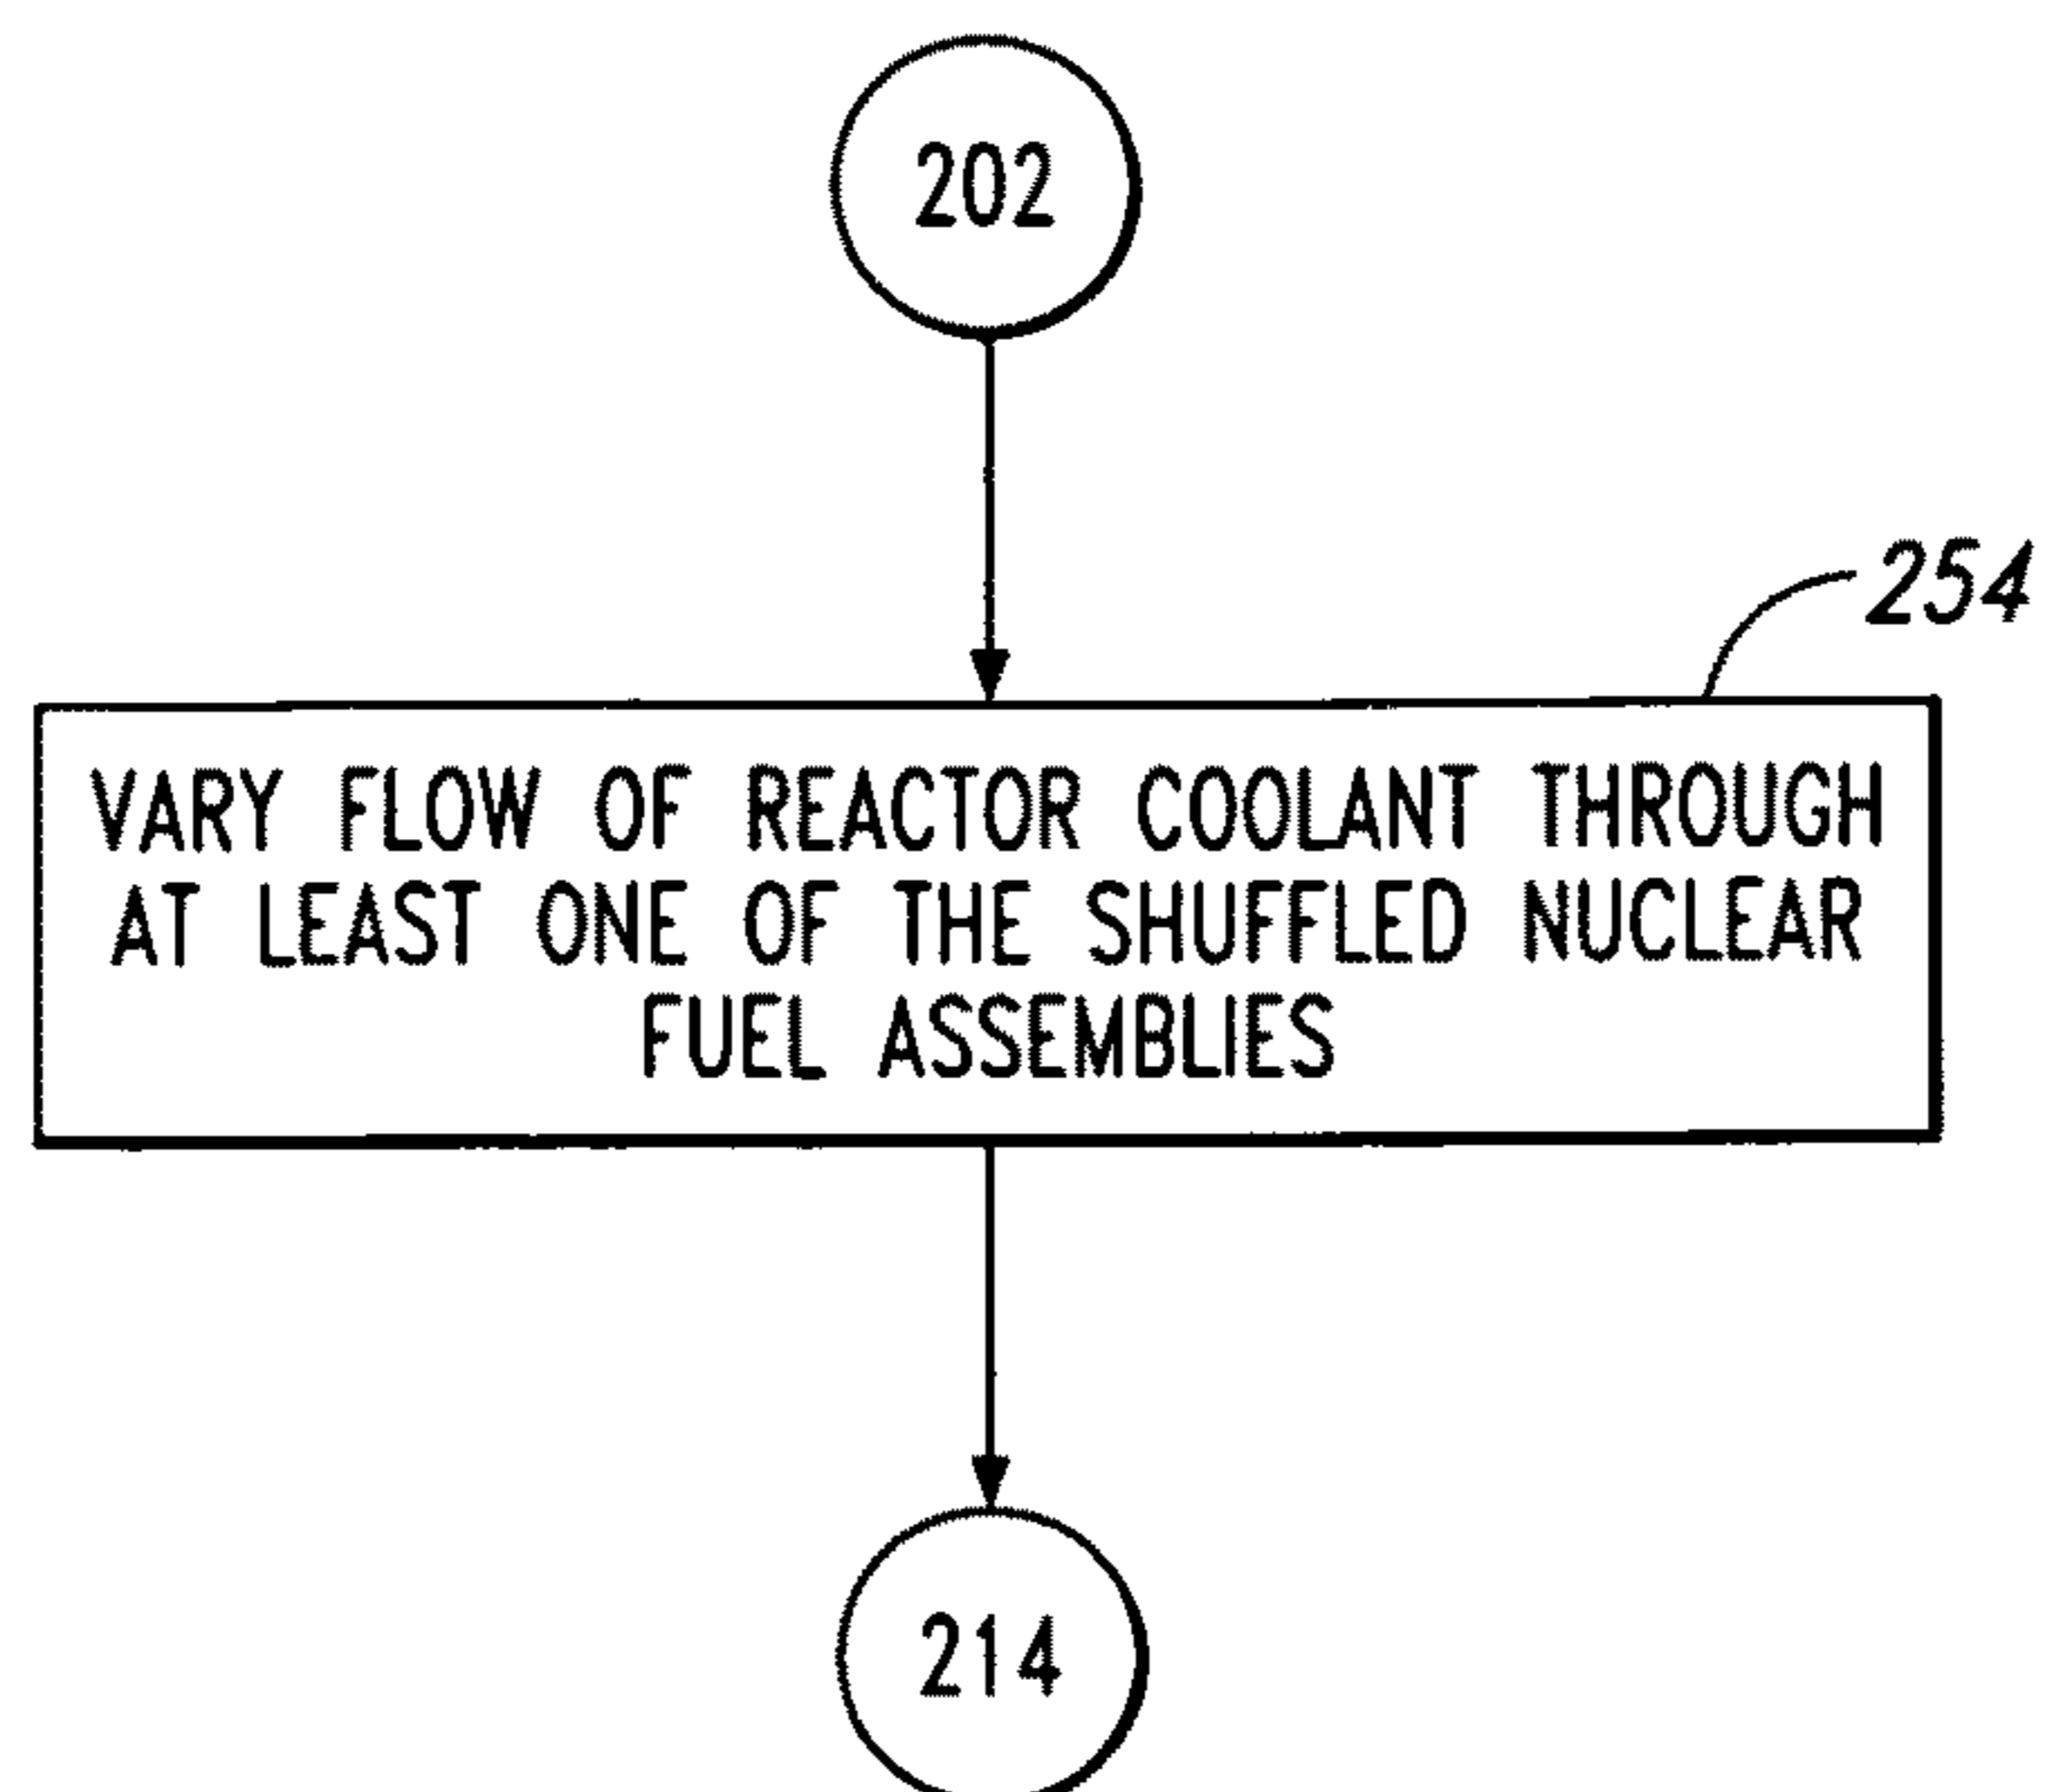 202
254
VARY FLOW OF REACTOR COOLANT THROUGH
AT LEAST ONE OF THE SHUFFLED NUCLEAR
FUEL ASSEMBLIES
214